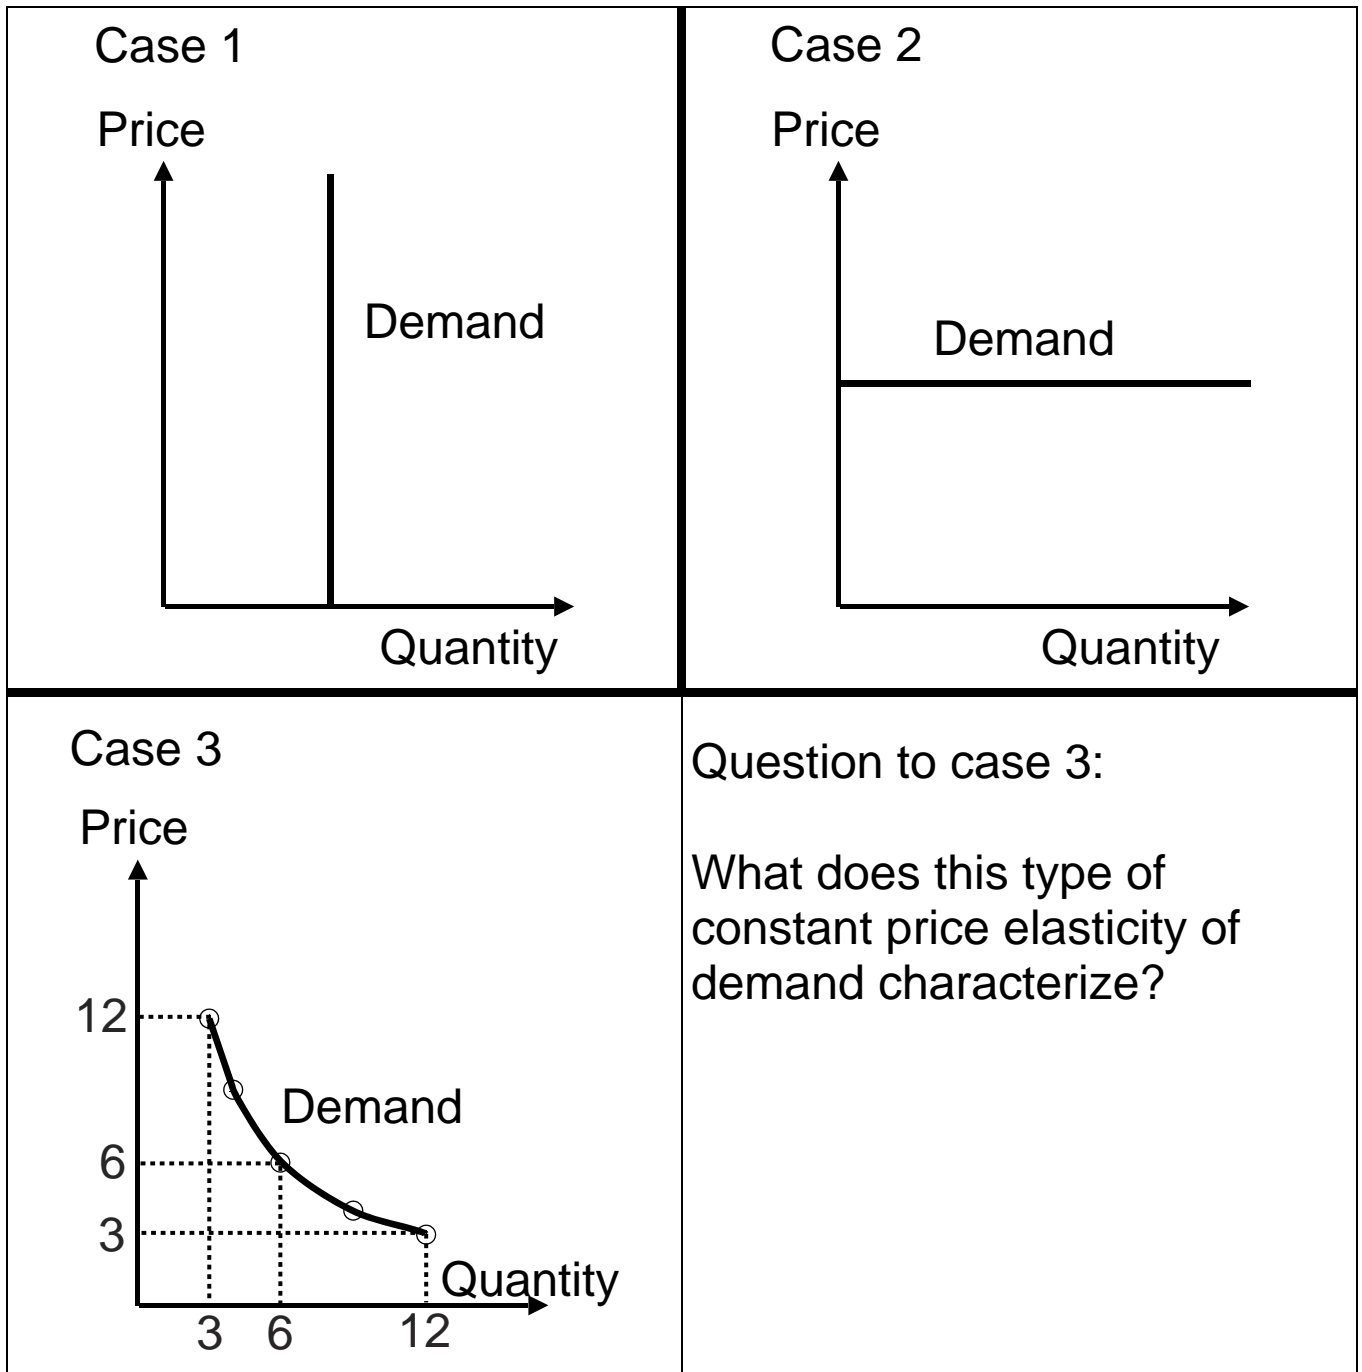 Case 1
Price
Demand
Quantity
Case 2
Price
Demand
Quantity
Case 3
Price
12
Demand
6
3
Quantity
3 6 12
Question to case 3:
What does this type of
constant price elasticity of
demand characterize?